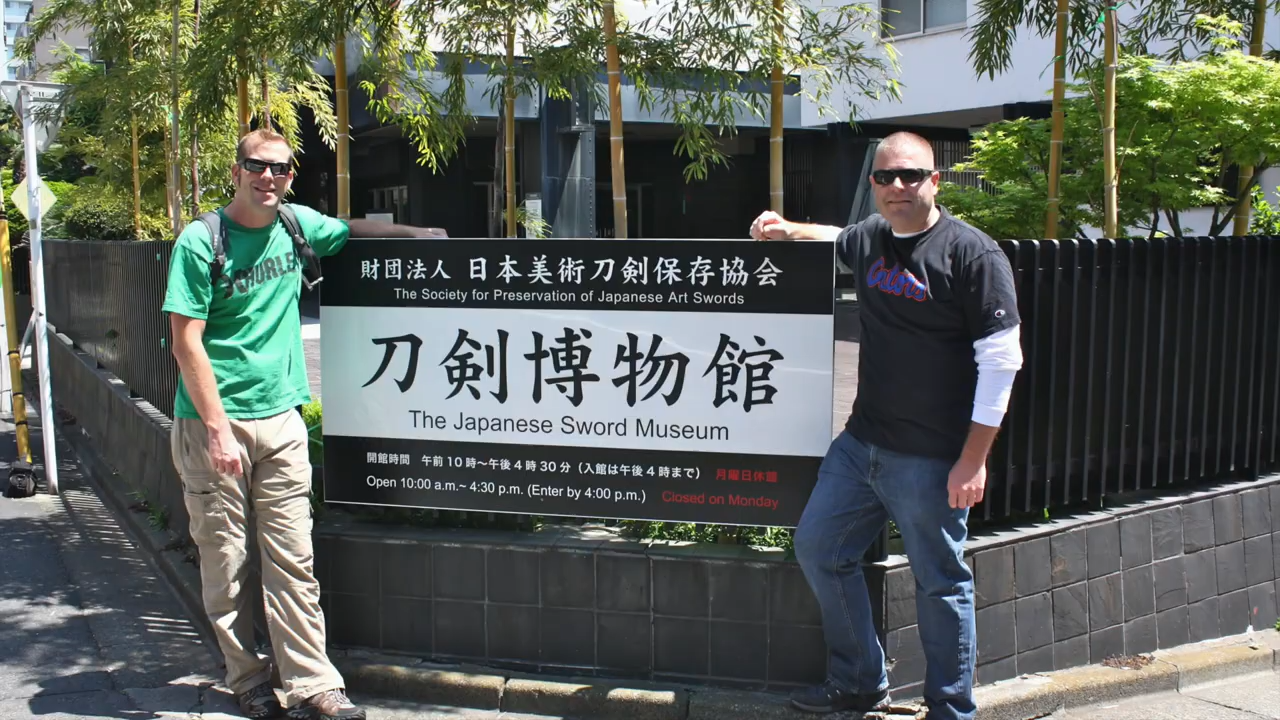 財団法人 日本美術刀剣保存協会
The Society for Preservation of Japanese Art Swords
刀剣博物館
The Japanese Sword Museum
開館時間 午前10時～午後4時30分（入館は午後4時まで） 月曜日休館
Open 10:00 a.m.~ 4:30 p.m. (Enter by 4:00 p.m.) Closed on Monday
Gators